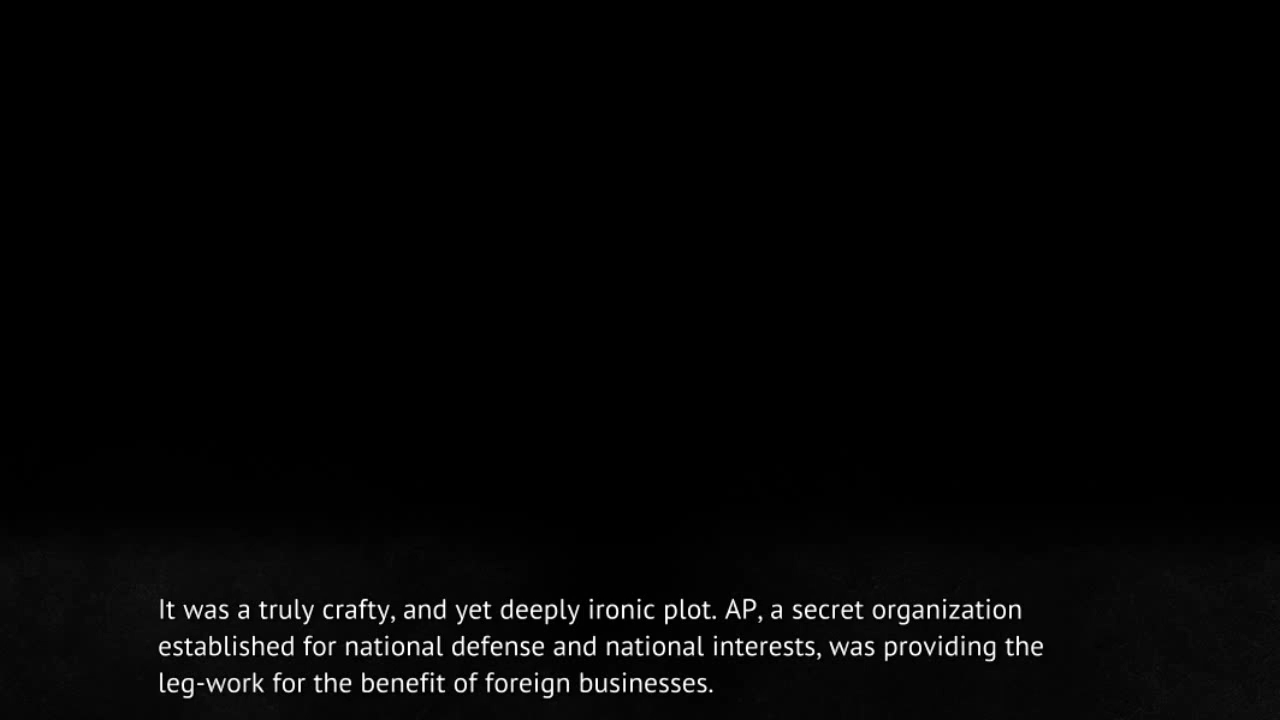 It was a truly crafty, and yet deeply ironic plot. AP, a secret organization
established for national defense and national interests, was providing the
leg-work for the benefit of foreign businesses.